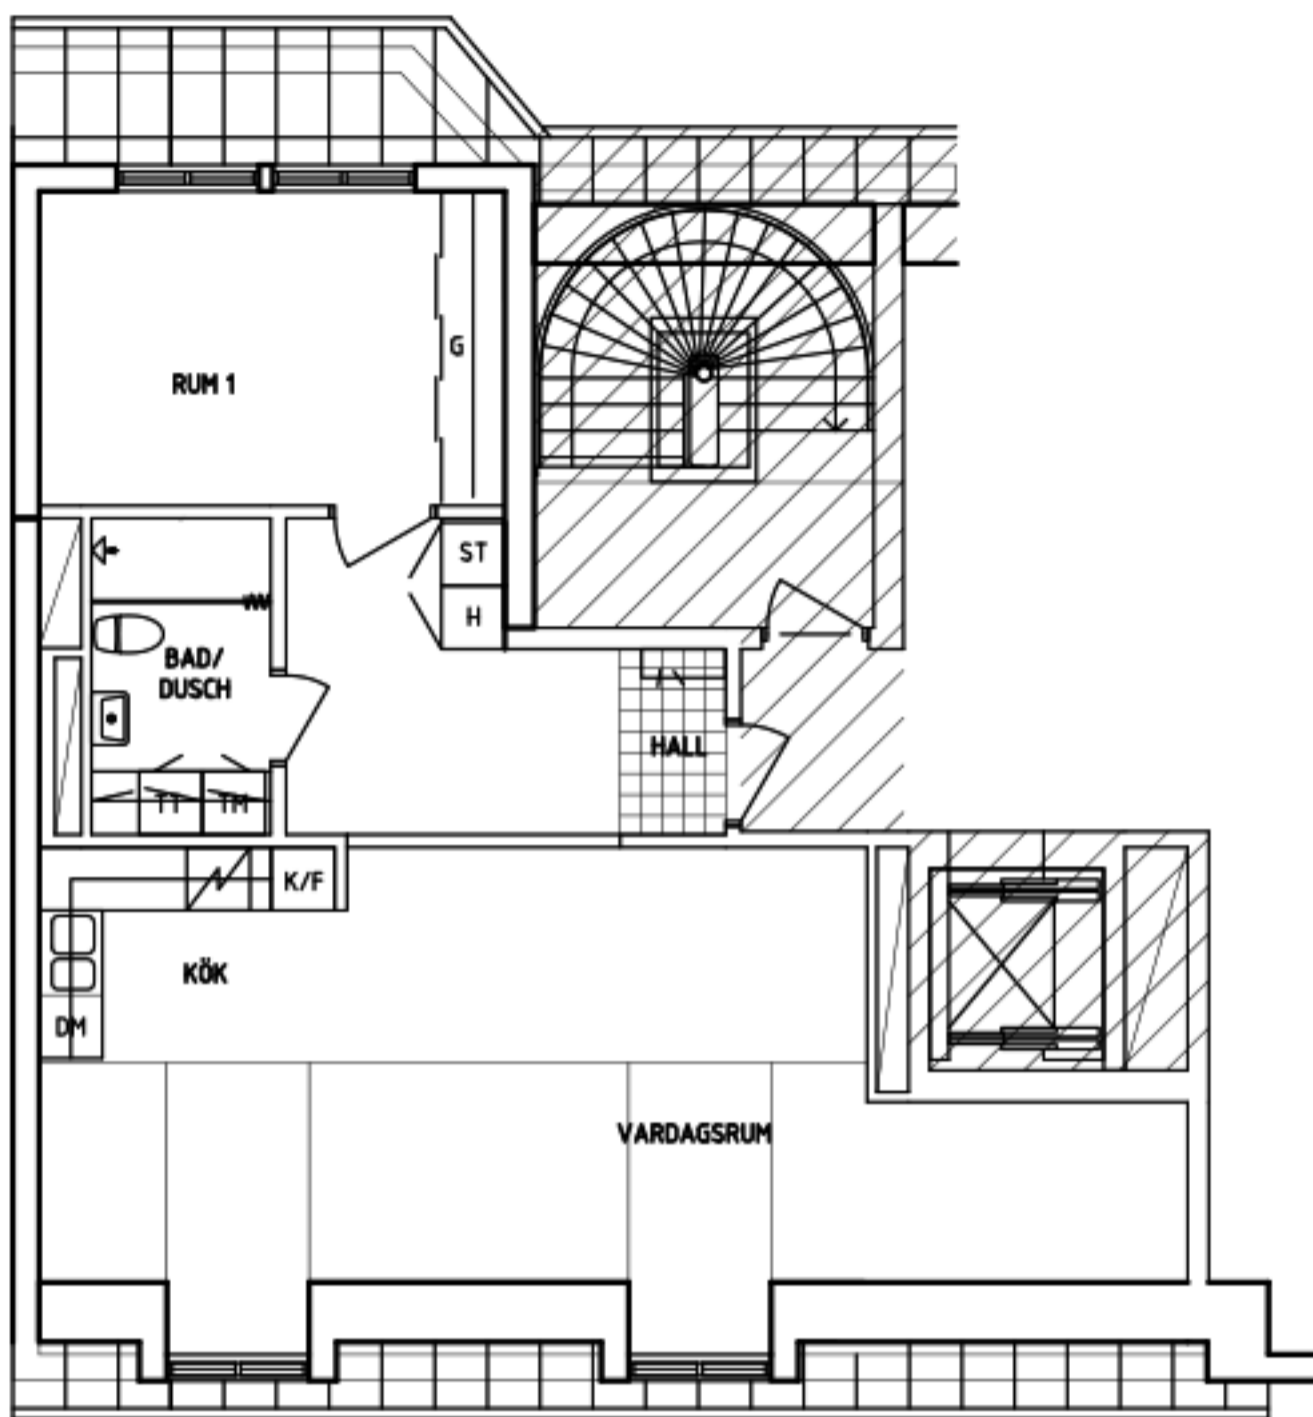 G
RUM 1
ST
H
BAD/
DUSCH
HALL
TT
TM
K/F
KÖK
DM
VARDAGSRUM